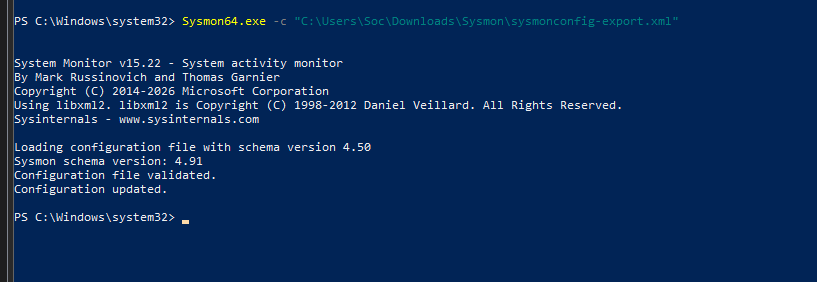 PS C:\Windows\system32> Sysmon64.exe -c "C:\Users\Soc\Downloads\Sysmon\sysmonconfig-export.xml"
System Monitor v15.22 - System activity monitor
By Mark Russinovich and Thomas Garnier
Copyright (C) 2014-2026 Microsoft Corporation
Using libxml2. libxml2 is Copyright (C) 1998-2012 Daniel Veillard. All Rights Reserved.
Sysinternals - www.sysinternals.com
Loading configuration file with schema version 4.50
Sysmon schema version: 4.91
Configuration file validated.
Configuration updated.
PS C:\Windows\system32>